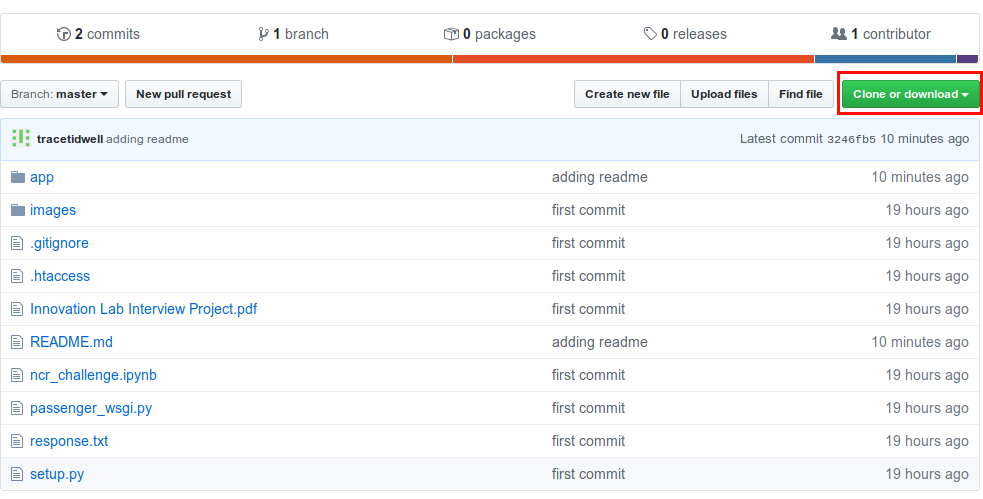 2 commits 1 branch 0 packages 0 releases 1 contributor
Branch: master New pull request Create new file Upload files Find file Clone or download
tracetidwell adding readme Latest commit 3246fb5 10 minutes ago
app adding readme 10 minutes ago
images first commit 19 hours ago
.gitignore first commit 19 hours ago
.htaccess first commit 19 hours ago
Innovation Lab Interview Project.pdf first commit 19 hours ago
README.md adding readme 10 minutes ago
ncr_challenge.ipynb first commit 19 hours ago
passenger_wsgi.py first commit 19 hours ago
response.txt first commit 19 hours ago
setup.py first commit 19 hours ago